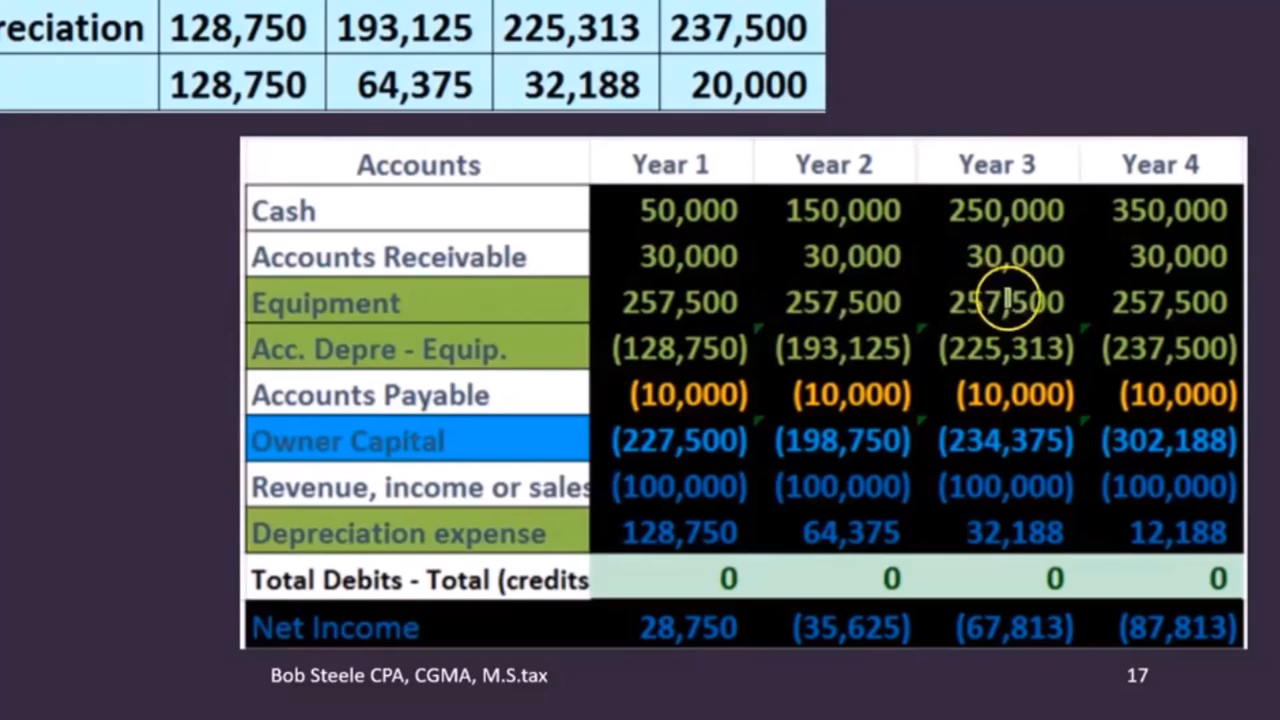 reciation 128,750 193,125 225,313 237,500
128,750 64,375 32,188 20,000
Accounts Year 1 Year 2 Year 3 Year 4
Cash 50,000 150,000 250,000 350,000
Accounts Receivable 30,000 30,000 30,000 30,000
Equipment 257,500 257,500 257,500 257,500
Acc. Depre - Equip. (128,750) (193,125) (225,313) (237,500)
Accounts Payable (10,000) (10,000) (10,000) (10,000)
Owner Capital (227,500) (198,750) (234,375) (302,188)
Revenue, income or sales (100,000) (100,000) (100,000) (100,000)
Depreciation expense 128,750 64,375 32,188 12,188
Total Debits - Total (credits 0 0 0 0
Net Income 28,750 (35,625) (67,813) (87,813)
Bob Steele CPA, CGMA, M.S.tax 17